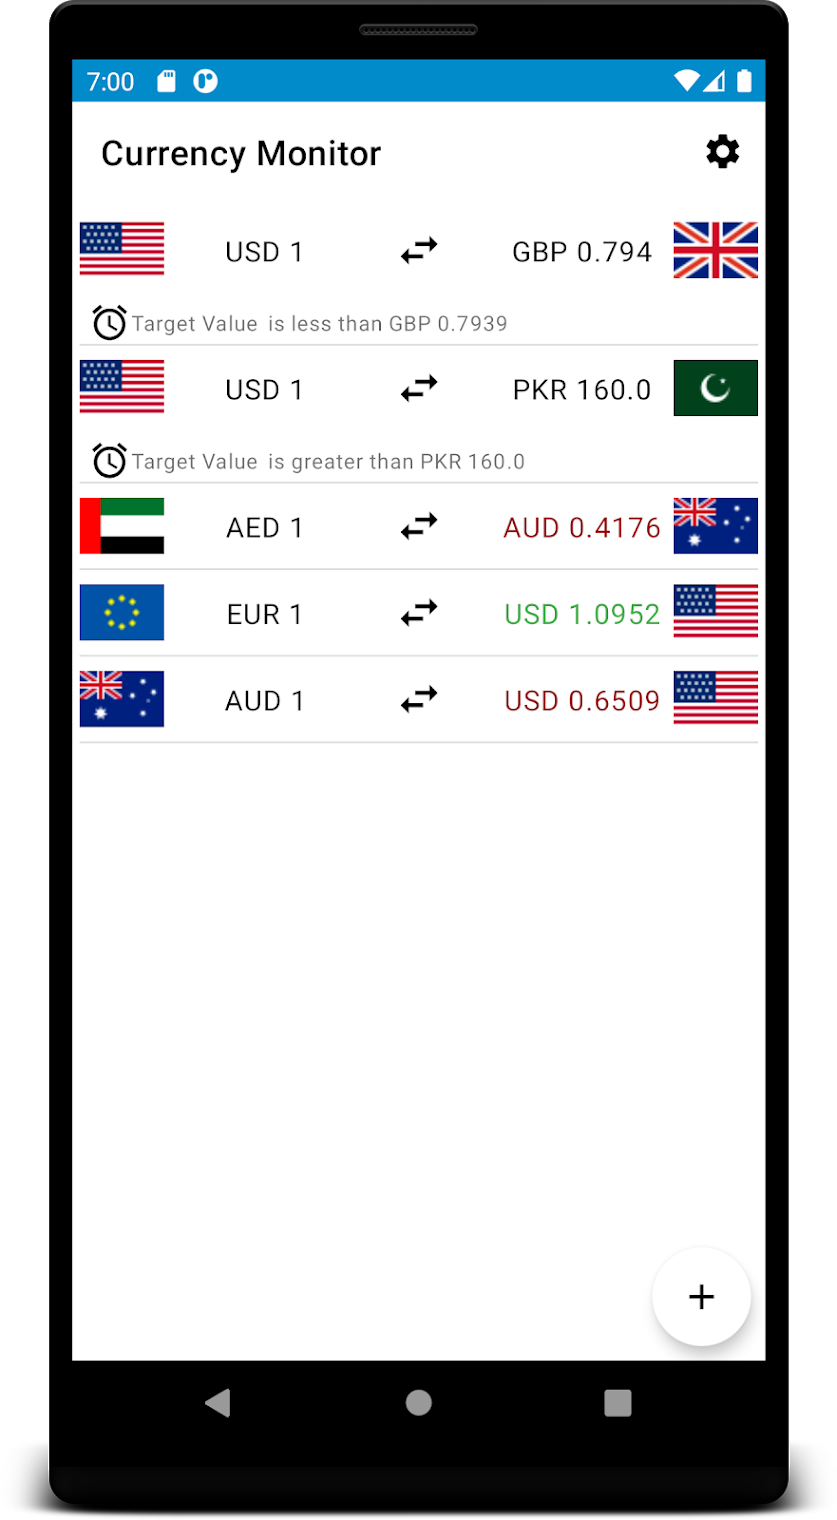 7:00
Currency Monitor
USD 1 GBP 0.794
Target Value is less than GBP 0.7939
USD 1 PKR 160.0
Target Value is greater than PKR 160.0
AED 1 AUD 0.4176
EUR 1 USD 1.0952
AUD 1 USD 0.6509
+